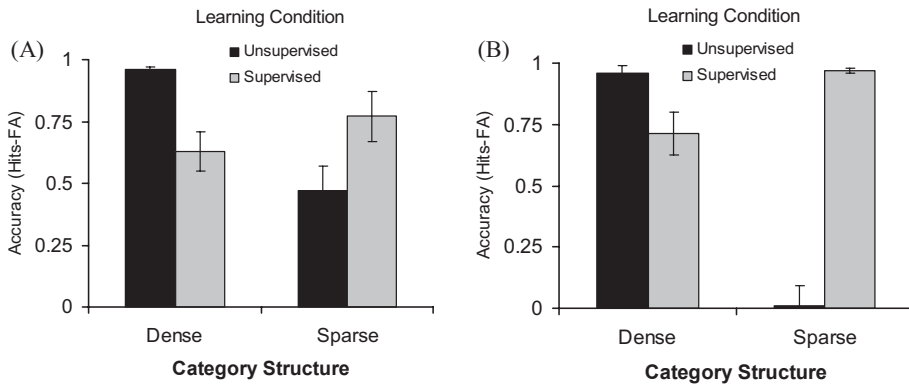 Learning Condition
(A)
Unsupervised
Supervised
Accuracy (Hits-FA)
1
0.75
0.5
0.25
0
Dense
Sparse
Category Structure
Learning Condition
(B)
Unsupervised
Supervised
Accuracy (Hits-FA)
1
0.75
0.5
0.25
0
Dense
Sparse
Category Structure